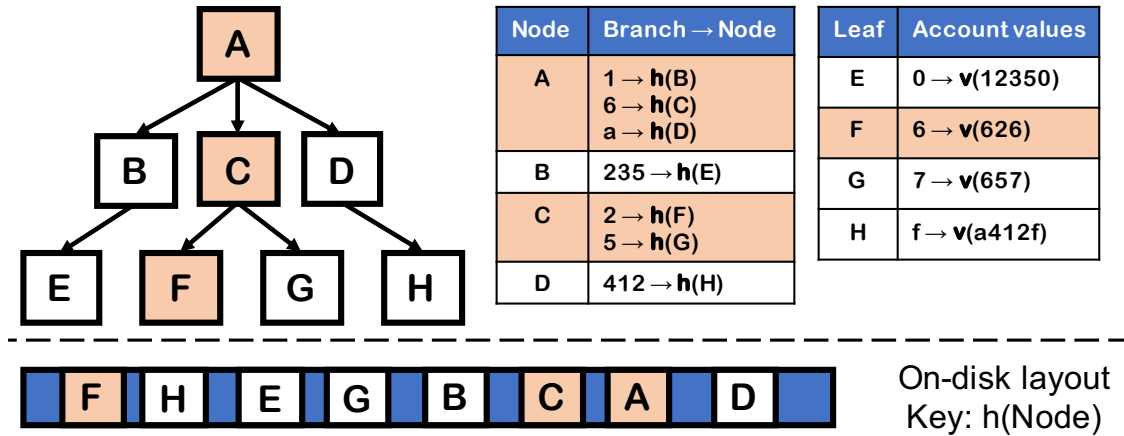 A
B
C
D
E
F
G
H
Node
Branch → Node
A
1 → h(B)
6 → h(C)
a → h(D)
B
235 → h(E)
C
2 → h(F)
5 → h(G)
D
412 → h(H)
Leaf
Account values
E
0 → v(12350)
F
6 → v(626)
G
7 → v(657)
H
f → v(a412f)
F
H
E
G
B
C
A
D
On-disk layout
Key: h(Node)